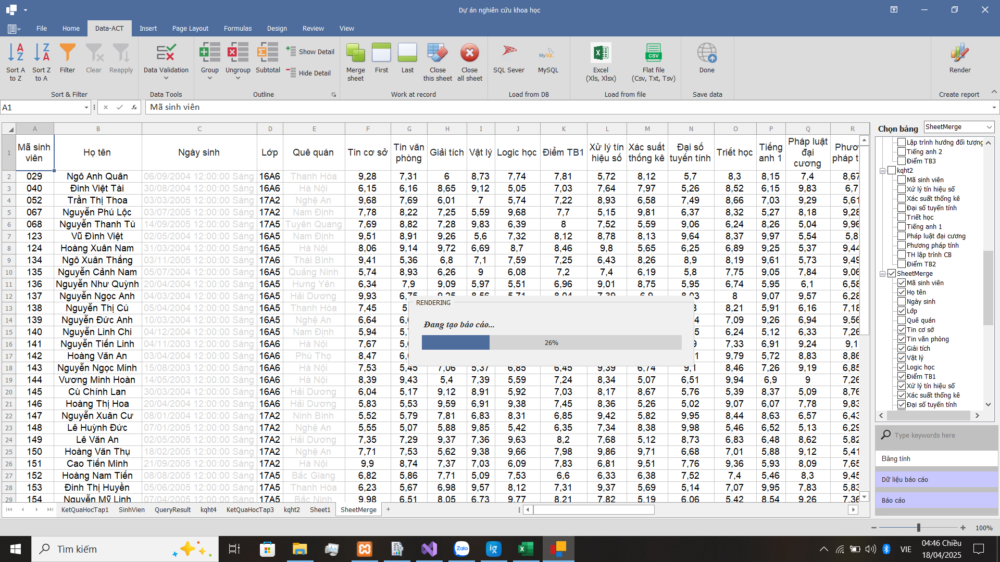 Dự án nghiên cứu khoa học
File Home Data-ACT Insert Page Layout Formulas Design Review View
Sort A to Z Sort Z to A Filter Clear Reapply Data Validation Group Ungroup Subtotal Show Detail Hide Detail Merge sheet First Last Close this sheet Close all sheet SQL Sever MySQL Excel (Xls, Xlsx) Flat file (Csv, Txt, Tsv) Done Render
Sort & Filter Data Tools Outline Work at record Load from DB Load from file Save data Create report
A1 Mã sinh viên
A B C D E F G H I J K L M N O P Q R
1 Mã sinh viên Họ tên Ngày sinh Lớp Quê quán Tin cơ sở Tin văn phòng Giải tích Vật lý Logic học Điểm TB1 Xử lý tín hiệu số Xác suất thống kê Đại số tuyến tính Triết học Tiếng anh 1 Pháp luật đại cương
2 029 Ngô Anh Quân 06/09/2004 12:00:00 Sáng 16A6 Thanh Hóa 9,28 7,31 6 8,73 7,74 7,81 5,72 8,12 5,7 8,3 8,15 7,4 8,67
3 040 Đinh Việt Tài 30/08/2004 12:00:00 Sáng 16A6 Hà Nội 6,15 6,16 8,65 9,12 5,05 7,03 7,64 7,97 5,26 8,52 6,15 9,83 6,7
4 052 Trần Thị Thoa 03/03/2005 12:00:00 Sáng 17A2 Nghệ An 9,68 7,69 6,01 7 5,74 7,22 8,93 6,58 7,49 8,66 7,03 9,29 5,61
5 067 Nguyễn Phú Lộc 03/07/2005 12:00:00 Sáng 17A2 Nam Định 7,78 8,22 7,25 5,59 9,68 7,7 5,15 9,81 6,37 8,32 5,27 8,18 9,28
6 068 Nguyễn Thanh Tú 14/09/2005 12:00:00 Sáng 17A5 Tuyên Quang 7,69 8,82 7,28 9,83 6,39 8 7,52 5,59 9,06 6,24 8,26 5,04 9,96
7 123 Vũ Đình Việt 02/05/2004 12:00:00 Sáng 16A5 Nam Định 9,51 8,91 9,26 5,6 7,32 8,12 8,78 8,13 9,64 8,37 9,97 5,54 5,8
8 124 Hoàng Xuân Nam 31/03/2004 12:00:00 Sáng 16A5 Hà Nội 8,06 9,14 9,72 6,69 8,7 8,46 9,8 5,65 6,25 6,89 9,25 5,37 9,44
9 134 Ngô Xuân Thắng 03/11/2005 12:00:00 Sáng 17A6 Thái Bình 9,41 5,36 6,8 7,1 7,59 7,25 6,43 8,26 8,9 8,19 9,61 5,73 9,49
10 135 Nguyễn Cảnh Nam 05/07/2004 12:00:00 Sáng 16A5 Quảng Ninh 5,74 8,93 6,26 9 6,08 7,2 7,4 6,19 5,8 7,75 9,05 7,84 9,06
11 136 Nguyễn Như Quỳnh 20/04/2004 12:00:00 Sáng 16A5 Hưng Yên 6,34 7,9 9,09 5,97 5,51 6,96 9,01 8,75 5,95 6,74 5,95 6,1 6,58
12 137 Nguyễn Ngọc Anh 04/03/2004 12:00:00 Sáng 16A5 Hải Dương 9,93 8 9,07 9,57 6,28
13 138 Nguyễn Thị Cú 05/04/2004 12:00:00 Sáng 16A5 Thanh Hóa 7,45 8,21 5,91 6,16 7,18
14 139 Nguyễn Đức Anh 10/03/2004 12:00:00 Sáng 16A5 Nghệ An 6,64 7,09 9,26 6,94 9,56
15 140 Nguyễn Linh Chi 04/12/2004 12:00:00 Sáng 16A5 Nam Định 5,94 6,24 5,12 6,33 7,26
16 141 Nguyễn Tiến Linh 04/11/2003 12:00:00 Sáng 16A6 Hà Nội 7,67 7,33 6,91 9,24 9,1
17 142 Hoàng Văn An 03/04/2004 12:00:00 Sáng 16A6 Phú Thọ 8,47 9,79 5,72 8,83 8,86
RENDERING
Đang tạo báo cáo...
26%
18 143 Nguyễn Ngọc Minh 15/08/2003 12:00:00 Sáng 16A6 Hà Nội 7,53 5,45 7,06 5,37 6,85 6,45 9,39 6,74 9,1 8,46 7,26 9,19 6,85
19 144 Vương Minh Hoàn 14/05/2003 12:00:00 Sáng 16A6 Hà Nội 8,39 9,43 5,4 7,39 5,59 7,24 8,34 5,07 6,51 9,94 6,9 9 7,26
20 145 Cù Chính Lan 30/03/2004 12:00:00 Sáng 16A6 Hải Dương 6,04 5,17 9,12 8,91 5,92 7,03 8,17 8,67 5,76 5,39 8,37 5,09 8,76
21 146 Hoàng Thị Hoa 20/04/2004 12:00:00 Sáng 16A6 Hải Dương 5,83 5,53 9,59 6,91 9,38 7,45 8,36 5,26 5,02 9,07 6,07 7,78 9,83
22 147 Nguyễn Xuân Cư 08/01/2004 12:00:00 Sáng 17A2 Ninh Bình 5,52 5,79 7,81 6,83 8,31 6,85 9,42 5,82 9,95 8,44 8,63 6,57 6,43
23 148 Lê Huỳnh Đức 07/01/2005 12:00:00 Sáng 17A2 Nghệ An 5,55 5,07 5,88 9,85 5,42 6,35 7,34 8,38 9,98 5,46 6,52 5,13 6,29
24 149 Lê Văn An 02/05/2005 12:00:00 Sáng 17A2 Hải Dương 7,35 7,29 9,37 7,36 9,63 8,2 7,68 5,12 8,73 6,83 6,48 8,62 5,82
25 150 Hoàng Văn Thụ 18/02/2005 12:00:00 Sáng 17A2 Nghệ An 7,71 7,53 5,62 9,38 9,66 7,98 9,86 9,71 6,68 7,01 5,88 9,12 5,41
26 151 Cao Tiến Minh 21/09/2005 12:00:00 Sáng 17A2 Hà Nội 9,9 8,74 7,37 7,03 6,09 7,83 6,81 9,51 7,76 9,36 5,93 8,09 7,65
27 152 Hoàng Nam Tiến 08/08/2005 12:00:00 Sáng 17A5 Bắc Giang 6,82 5,86 7,71 5,09 7,53 6,6 6,33 6,38 7,52 7,4 5,46 8,3 9,45
28 153 Đinh Thị Huyền 05/06/2005 12:00:00 Sáng 17A5 Thanh Hóa 6,23 5,67 6,98 9,57 8,12 7,31 9,37 5,69 5,14 7,07 9,95 7,83 5,83
29 154 Nguyễn Mỹ Linh 07/04/2005 12:00:00 Sáng 17A5 Bắc Ninh 9,98 6,51 8,05 6,73 9,77 8,21 7,82 5,19 6,06 5,42 8,54 9,26 7,36
KetQuaHocTap1 SinhVien QueryResult kqht4 KetQuaHocTap3 kqht2 Sheet1 SheetMerge +
Chọn bảng SheetMerge
Lập trình hướng đối tượng
Tiếng anh 2
Điểm TB3
kqht2
Mã sinh viên
Xử lý tín hiệu số
Xác suất thống kê
Đại số tuyến tính
Triết học
Tiếng anh 1
Pháp luật đại cương
Phương pháp tính
TH lập trình CB
Điểm TB2
SheetMerge
Mã sinh viên
Họ tên
Ngày sinh
Lớp
Quê quán
Tin cơ sở
Tin văn phòng
Giải tích
Vật lý
Logic học
Điểm TB1
Xử lý tín hiệu số
Xác suất thống kê
Đại số tuyến tính
Type keywords here
Bảng tính
Dữ liệu báo cáo
Báo cáo
100%
Tìm kiếm
Zalo
ig
VIE
04:46 Chiều
18/04/2025